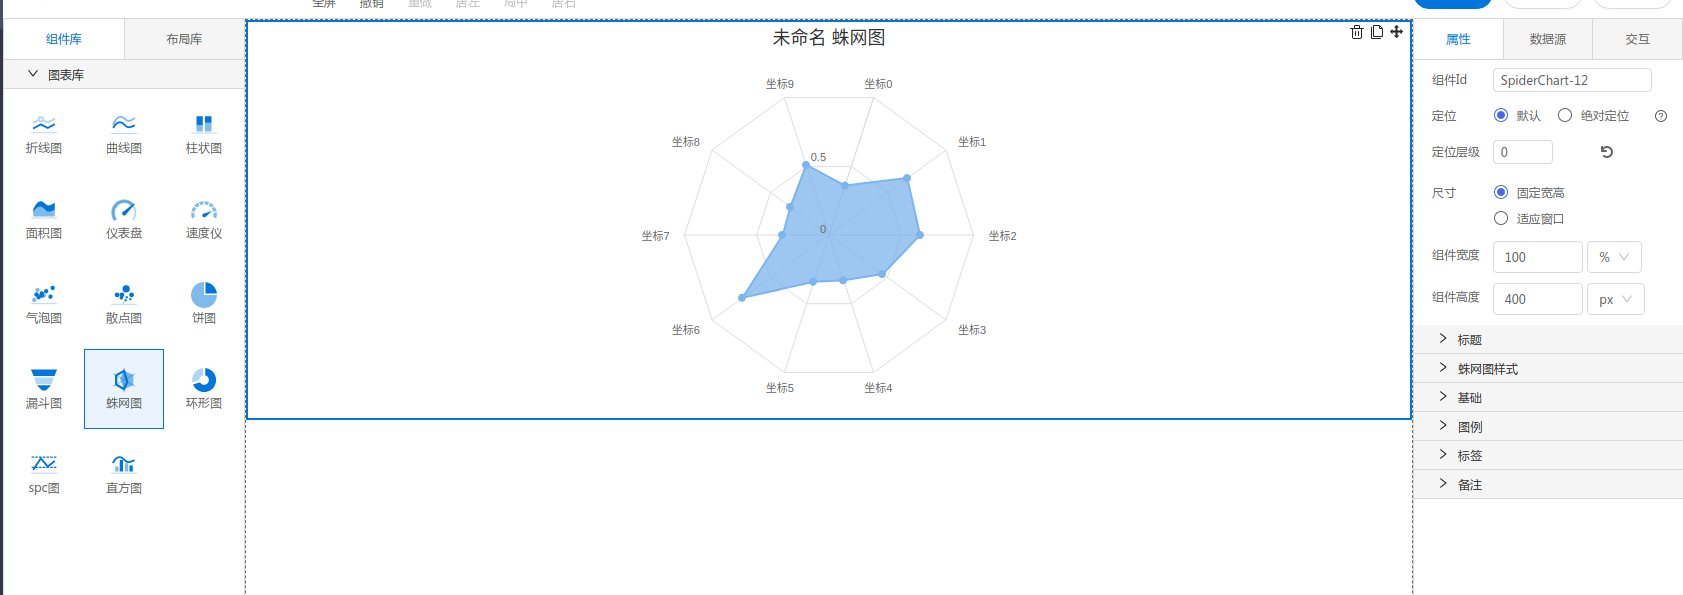 全屏 撤销 重做 居左 居中 居右
组件库 布局库
图表库
折线图 曲线图 柱状图
面积图 仪表盘 速度仪
气泡图 散点图 饼图
漏斗图 蛛网图 环形图
spc图 直方图
未命名 蛛网图
坐标9 坐标0
坐标8 坐标1
0.5
坐标7 0 坐标2
坐标6 坐标3
坐标5 坐标4
属性 数据源 交互
组件Id SpiderChart-12
定位 默认 绝对定位
定位层级 0
尺寸 固定宽高
适应窗口
组件宽度 100 %
组件高度 400 px
标题
蛛网图样式
基础
图例
标签
备注